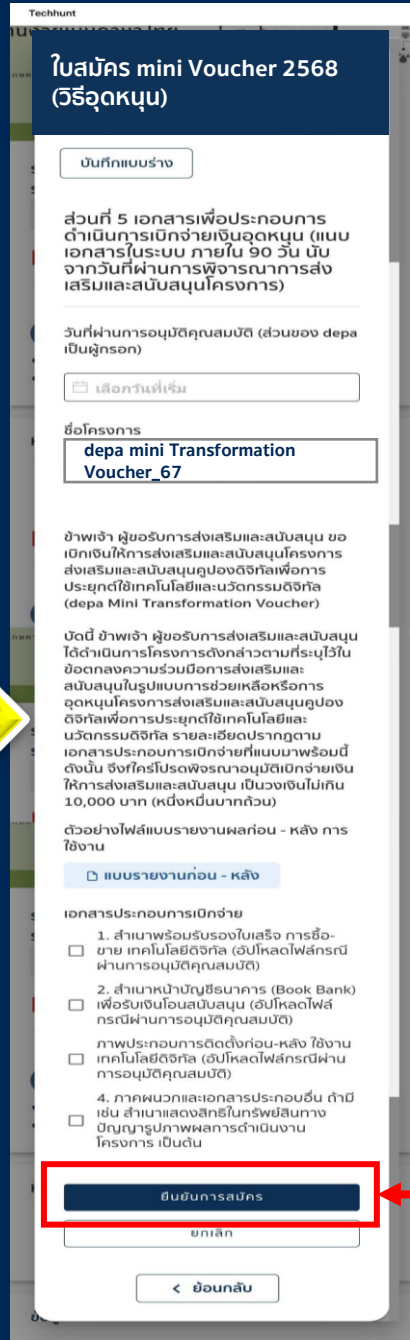 Techhunt
ใบสมัคร mini Voucher 2568
(วิธีอุดหนุน)
บันทึกแบบร่าง
ส่วนที่ 5 เอกสารเพื่อประกอบการ
ดำเนินการเบิกจ่ายเงินอุดหนุน (แนบ
เอกสารในระบบ ภายใน 90 วัน นับ
จากวันที่ผ่านการพิจารณาการส่ง
เสริมและสนับสนุนโครงการ)
วันที่ผ่านการอนุมัติคุณสมบัติ (ส่วนของ depa
เป็นผู้กรอก)
เลือกวันที่เริ่ม
ชื่อโครงการ
depa mini Transformation
Voucher_67
ข้าพเจ้า ผู้ขอรับการส่งเสริมและสนับสนุน ขอ
เบิกเงินให้การส่งเสริมและสนับสนุนโครงการ
ส่งเสริมและสนับสนุนคูปองดิจิทัลเพื่อการ
ประยุกต์ใช้เทคโนโลยีและนวัตกรรมดิจิทัล
(depa Mini Transformation Voucher)
บัดนี้ ข้าพเจ้า ผู้ขอรับการส่งเสริมและสนับสนุน
ได้ดำเนินการโครงการดังกล่าวตามที่ระบุไว้ใน
ข้อตกลงความร่วมมือการส่งเสริมและ
สนับสนุนในรูปแบบการช่วยเหลือหรือการ
อุดหนุนโครงการส่งเสริมและสนับสนุนคูปอง
ดิจิทัลเพื่อการประยุกต์ใช้เทคโนโลยีและ
นวัตกรรมดิจิทัล รายละเอียดปรากฏตาม
เอกสารประกอบการเบิกจ่ายที่แนบมาพร้อมนี้
ดังนั้น จึงใคร่โปรดพิจารณาอนุมัติเบิกจ่ายเงิน
ให้การส่งเสริมและสนับสนุน เป็นวงเงินไม่เกิน
10,000 บาท (หนึ่งหมื่นบาทถ้วน)
ตัวอย่างไฟล์แบบรายงานผลก่อน - หลัง การ
ใช้งาน
แบบรายงานก่อน - หลัง
เอกสารประกอบการเบิกจ่าย
1. สำเนาพร้อมรับรองใบเสร็จ การซื้อ-
ขาย เทคโนโลยีดิจิทัล (อัปโหลดไฟล์กรณี
ผ่านการอนุมัติคุณสมบัติ)
2. สำเนาหน้าบัญชีธนาคาร (Book Bank)
เพื่อรับเงินโอนสนับสนุน (อัปโหลดไฟล์
กรณีผ่านการอนุมัติคุณสมบัติ)
ภาพประกอบการติดตั้งก่อน-หลัง ใช้งาน
เทคโนโลยีดิจิทัล (อัปโหลดไฟล์กรณีผ่าน
การอนุมัติคุณสมบัติ)
4. ภาคผนวกและเอกสารประกอบอื่น ถ้ามี
เช่น สำเนาแสดงสิทธิในทรัพย์สินทาง
ปัญญารูปภาพผลการดำเนินงาน
โครงการ เป็นต้น
ยืนยันการสมัคร
ยกเลิก
< ย้อนกลับ